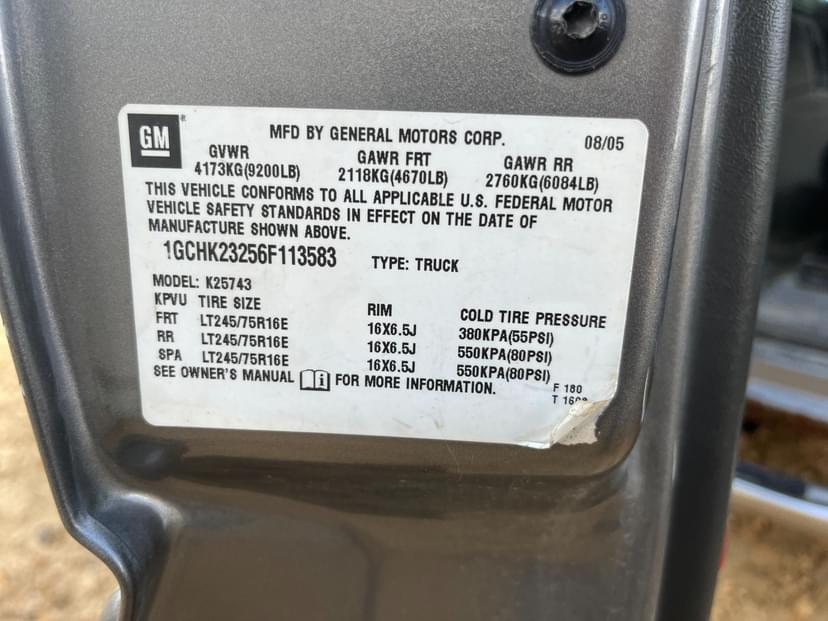 GM
MFD BY GENERAL MOTORS CORP. 08/05
GVWR GAWR FRT GAWR RR
4173KG(9200LB) 2118KG(4670LB) 2760KG(6084LB)
THIS VEHICLE CONFORMS TO ALL APPLICABLE U.S. FEDERAL MOTOR
VEHICLE SAFETY STANDARDS IN EFFECT ON THE DATE OF
MANUFACTURE SHOWN ABOVE.
1GCHK23256F113583 TYPE: TRUCK
MODEL: K25743
KPVU TIRE SIZE RIM COLD TIRE PRESSURE
FRT LT245/75R16E 16X6.5J 380KPA(55PSI)
RR LT245/75R16E 16X6.5J 550KPA(80PSI)
SPA LT245/75R16E 16X6.5J 550KPA(80PSI)
SEE OWNER'S MANUAL FOR MORE INFORMATION.
F 180
T